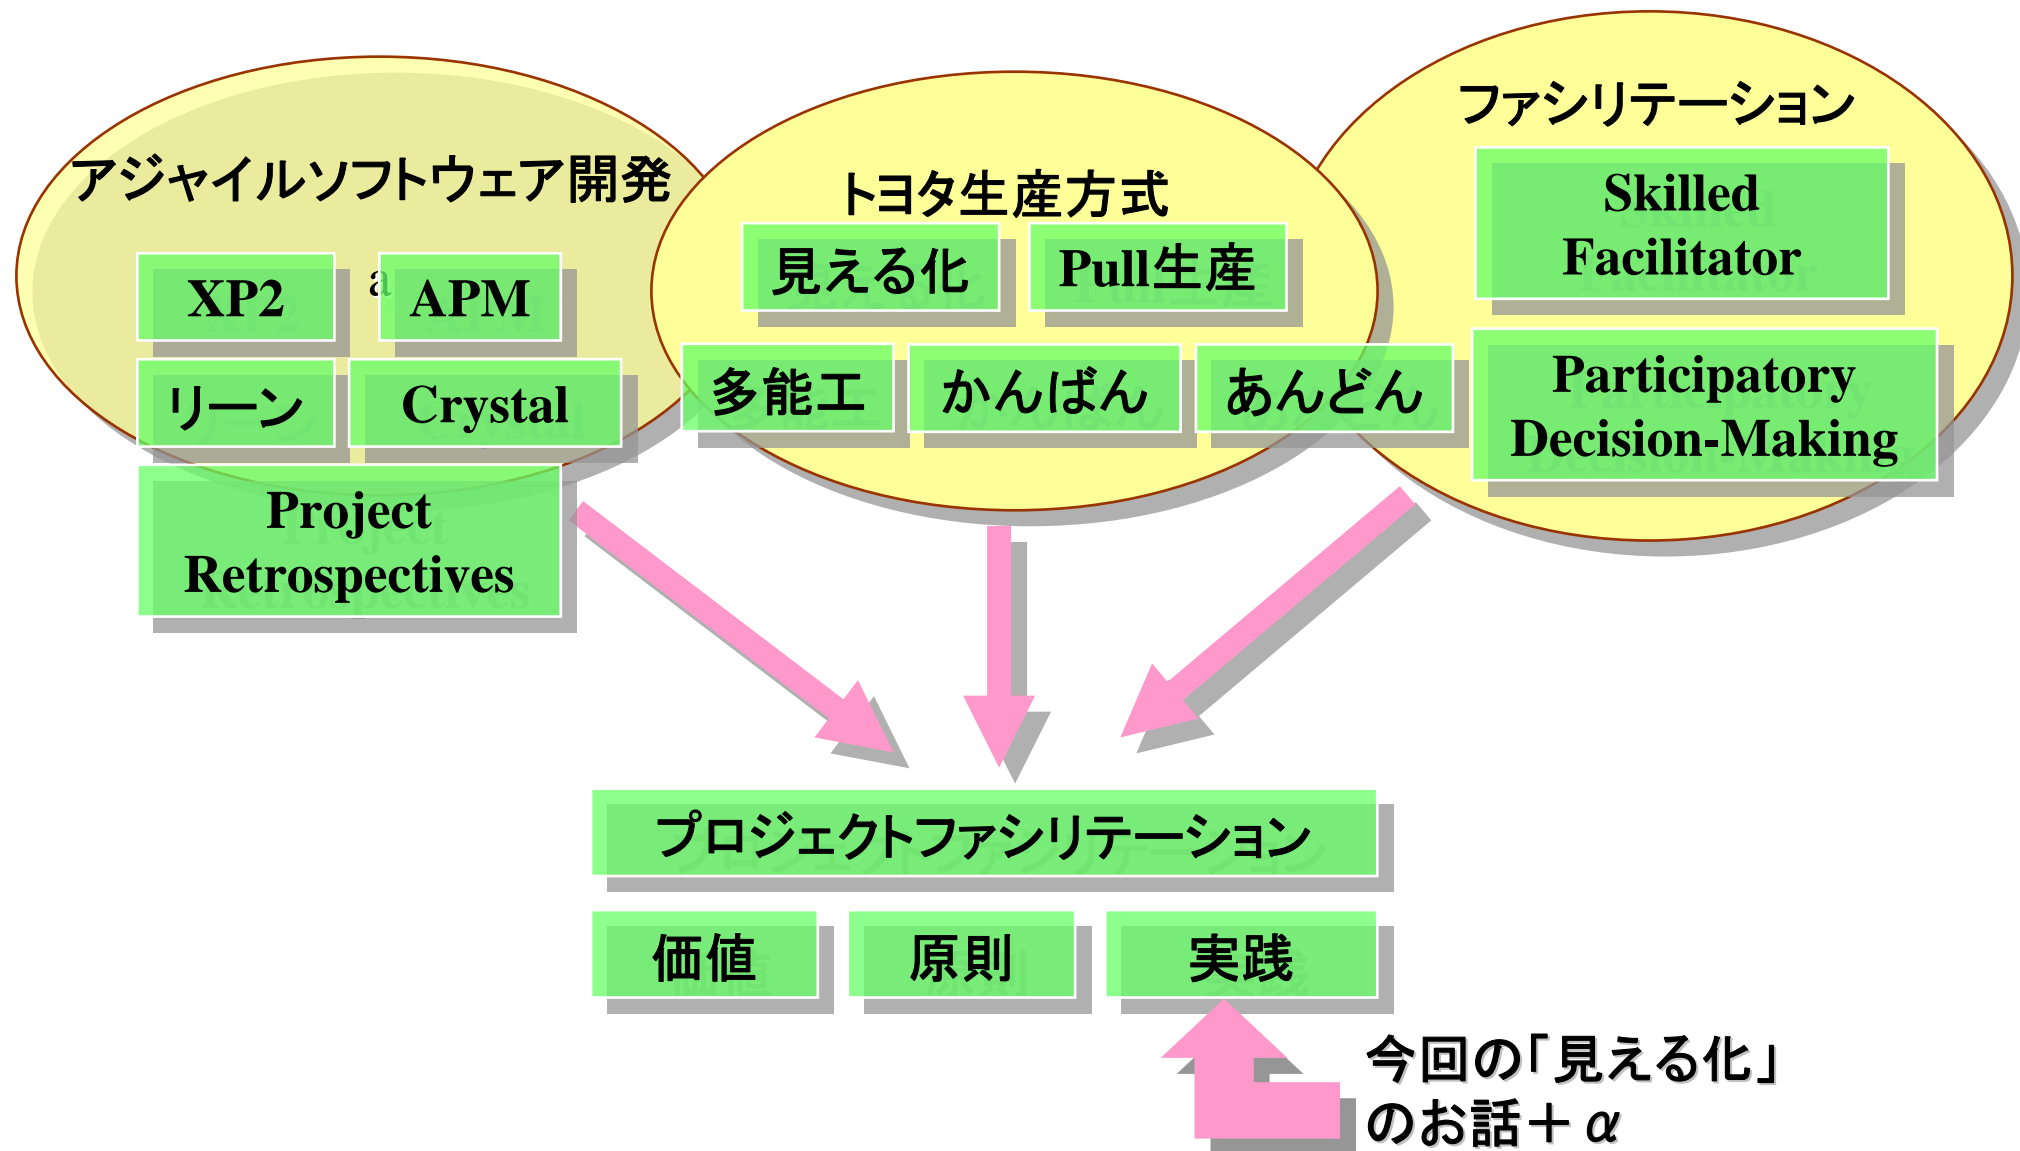 アジャイルソフトウェア開発
a
XP2
APM
リーン
Crystal
Project
Retrospectives
トヨタ生産方式
見える化
Pull生産
多能工
かんばん
あんどん
ファシリテーション
Skilled
Facilitator
Participatory
Decision-Making
プロジェクトファシリテーション
価値
原則
実践
今回の「見える化」
のお話＋α